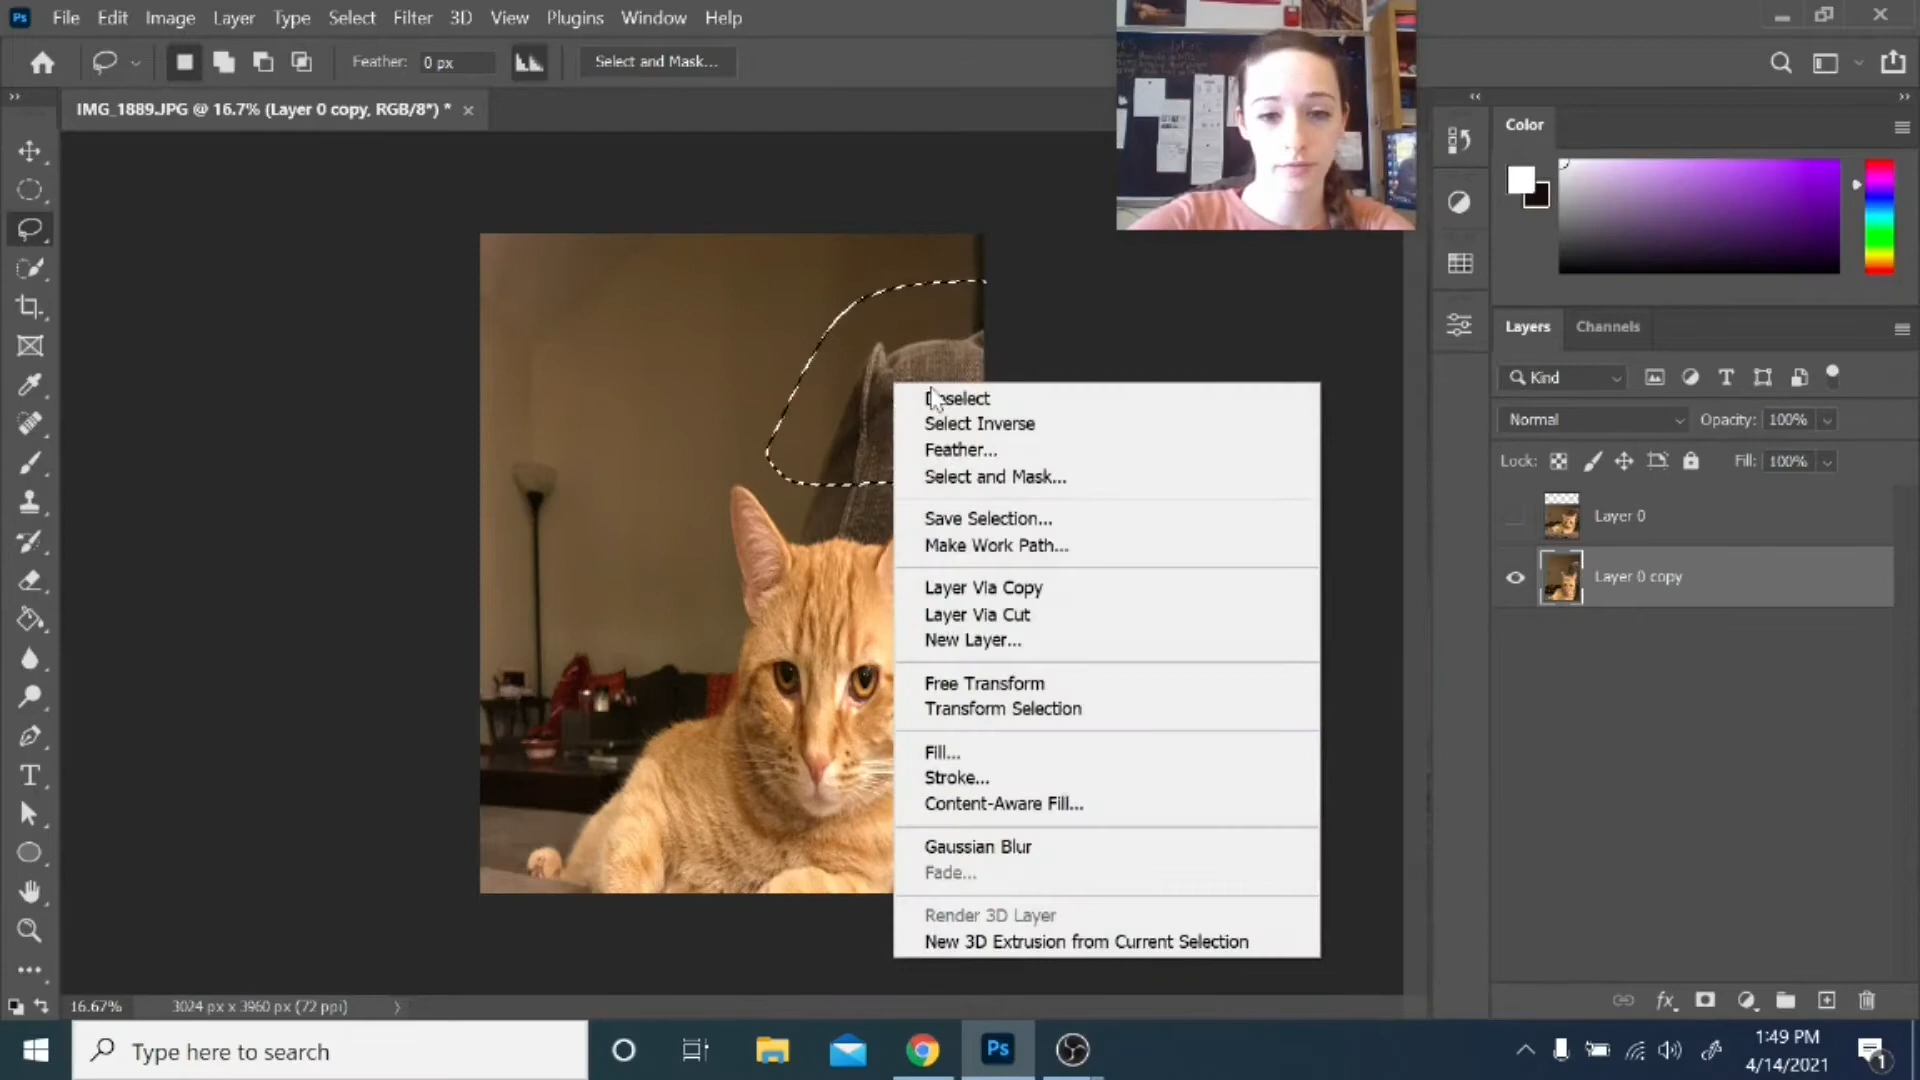 Ps File Edit Image Layer Type Select Filter 3D View Plugins Window Help
Feather: 0 px Select and Mask...
IMG_1889.JPG @ 16.7% (Layer 0 copy, RGB/8*) * ×
Color
Layers Channels
Kind
Normal Opacity: 100%
Lock: Fill: 100%
Layer 0
Layer 0 copy
Deselect
Select Inverse
Feather...
Select and Mask...
Save Selection...
Make Work Path...
Layer Via Copy
Layer Via Cut
New Layer...
Free Transform
Transform Selection
Fill...
Stroke...
Content-Aware Fill...
Gaussian Blur
Fade...
Render 3D Layer
New 3D Extrusion from Current Selection
16.67% 3024 px x 3960 px (72 ppi)
fx
Type here to search
Ps
1:49 PM
4/14/2021
1